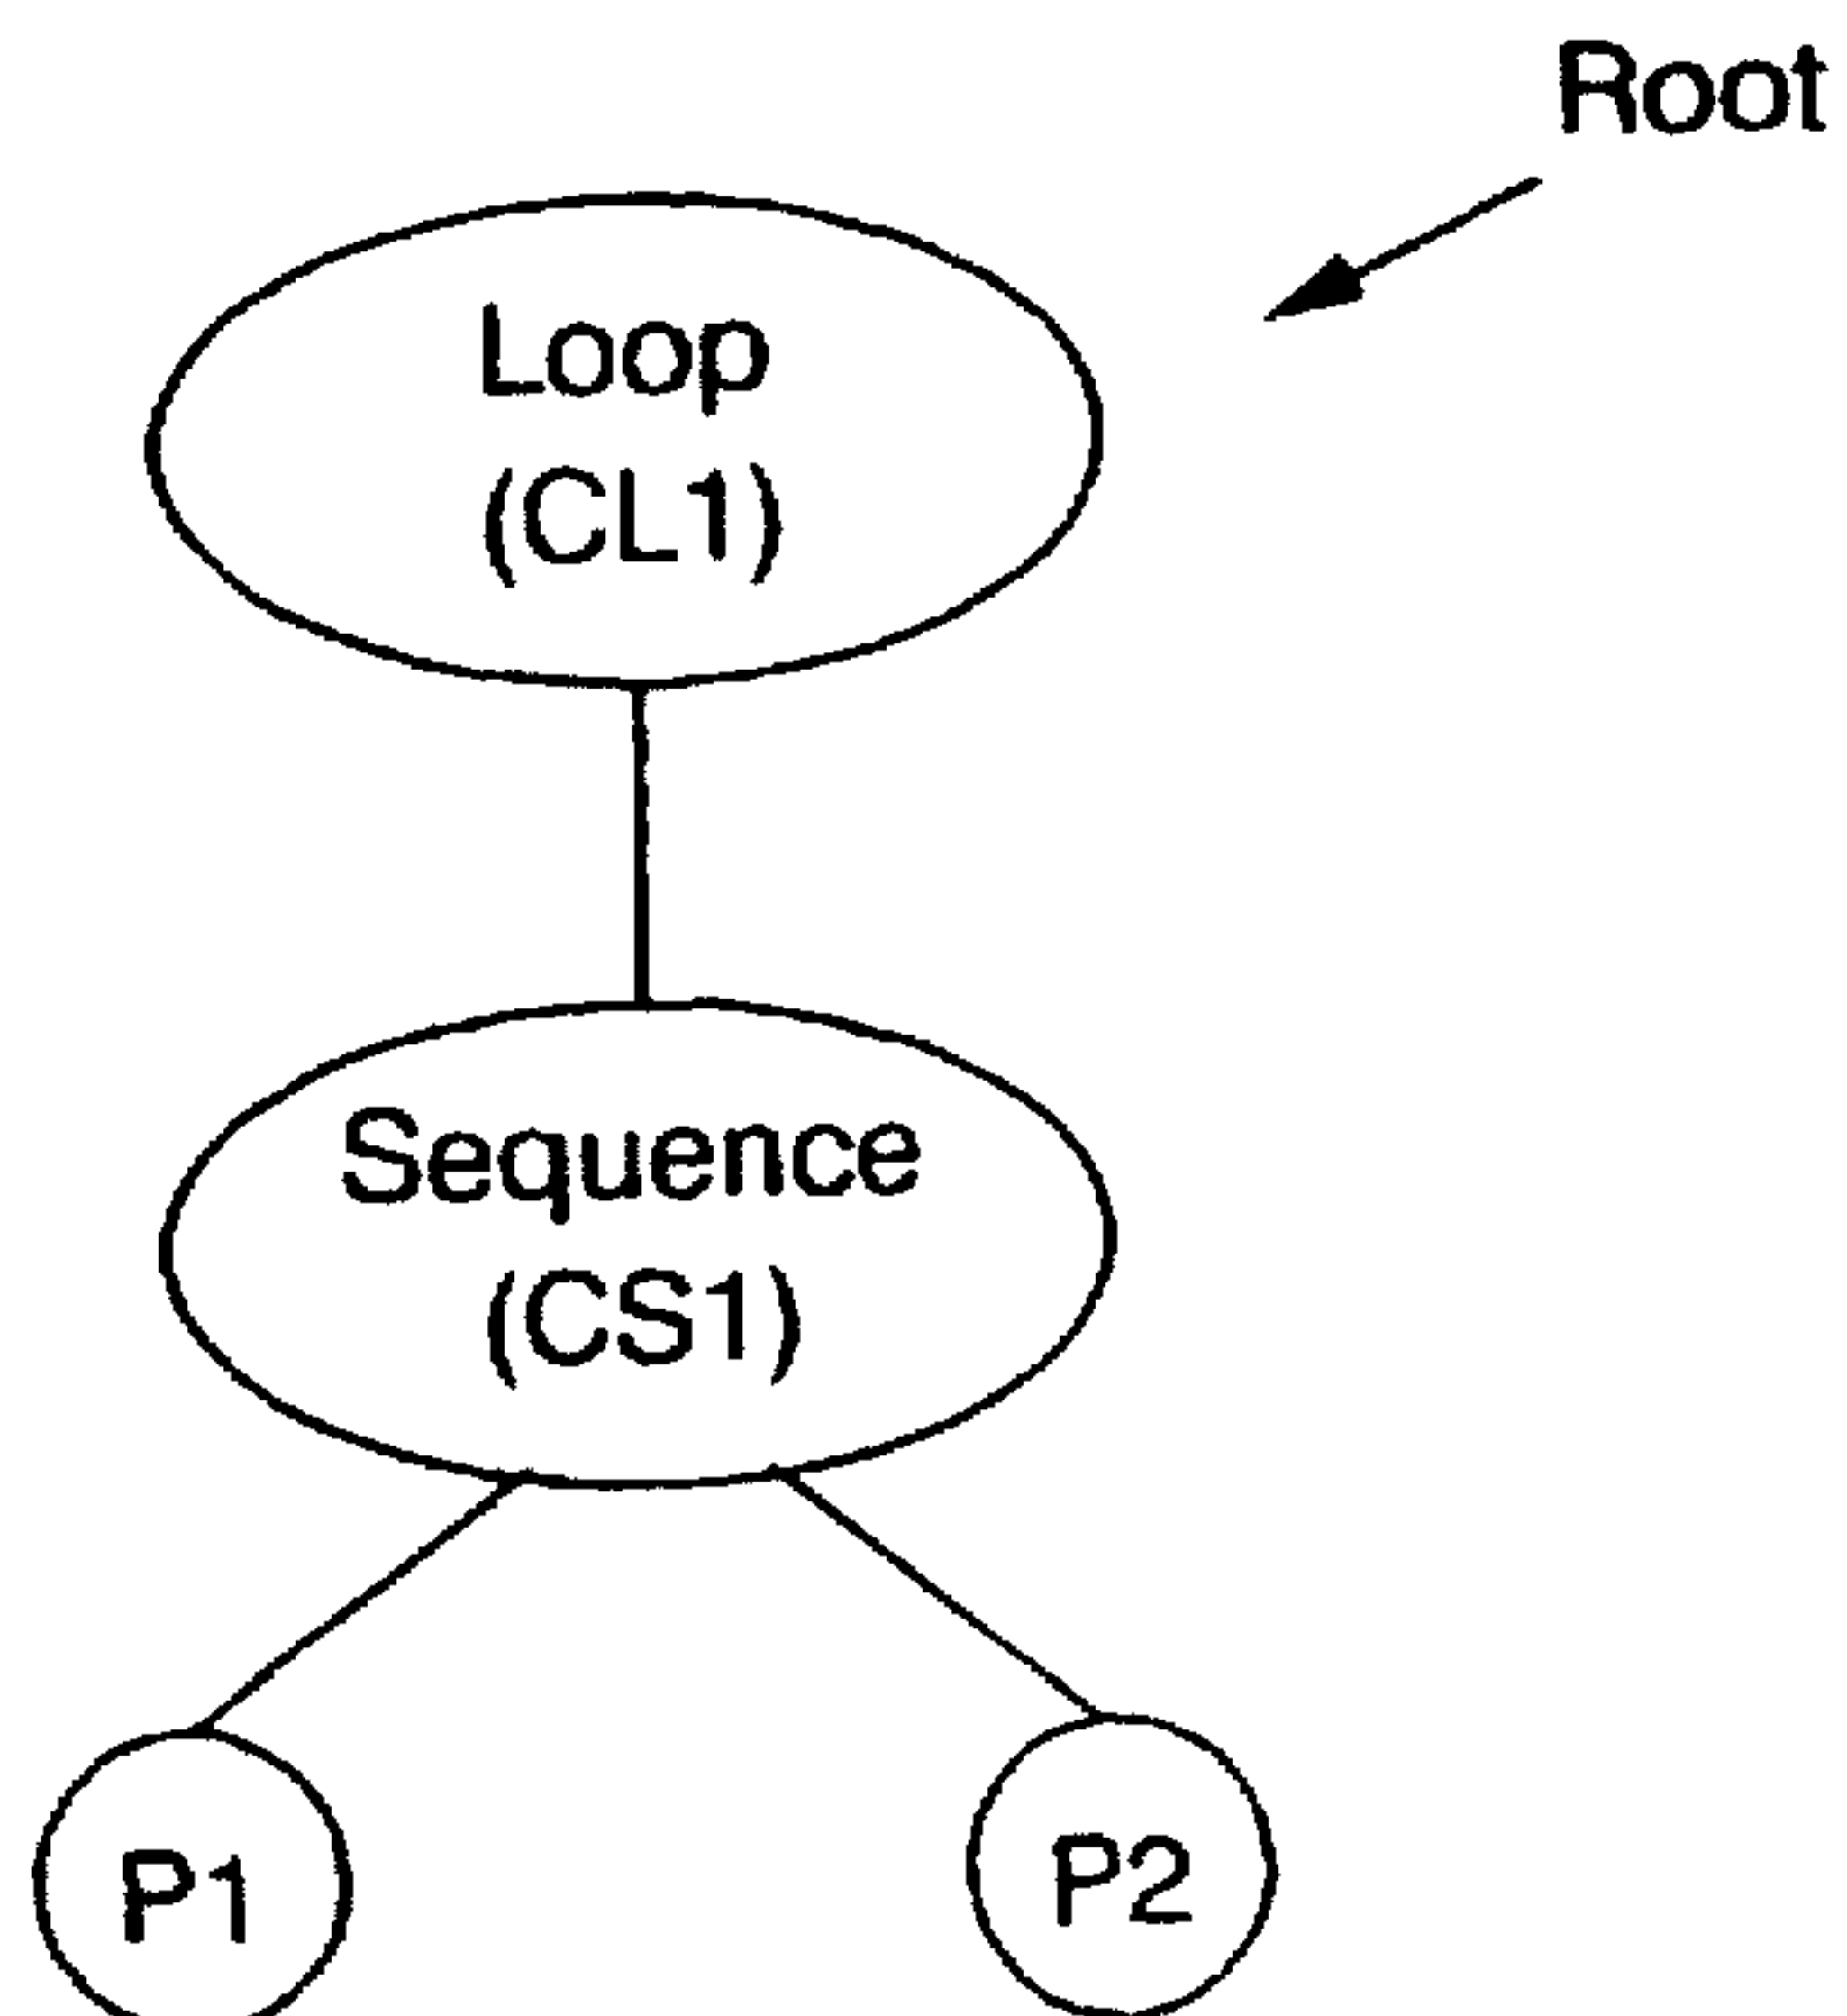 Root
Loop
(CL1)
Sequence
(CS1)
P1
P2